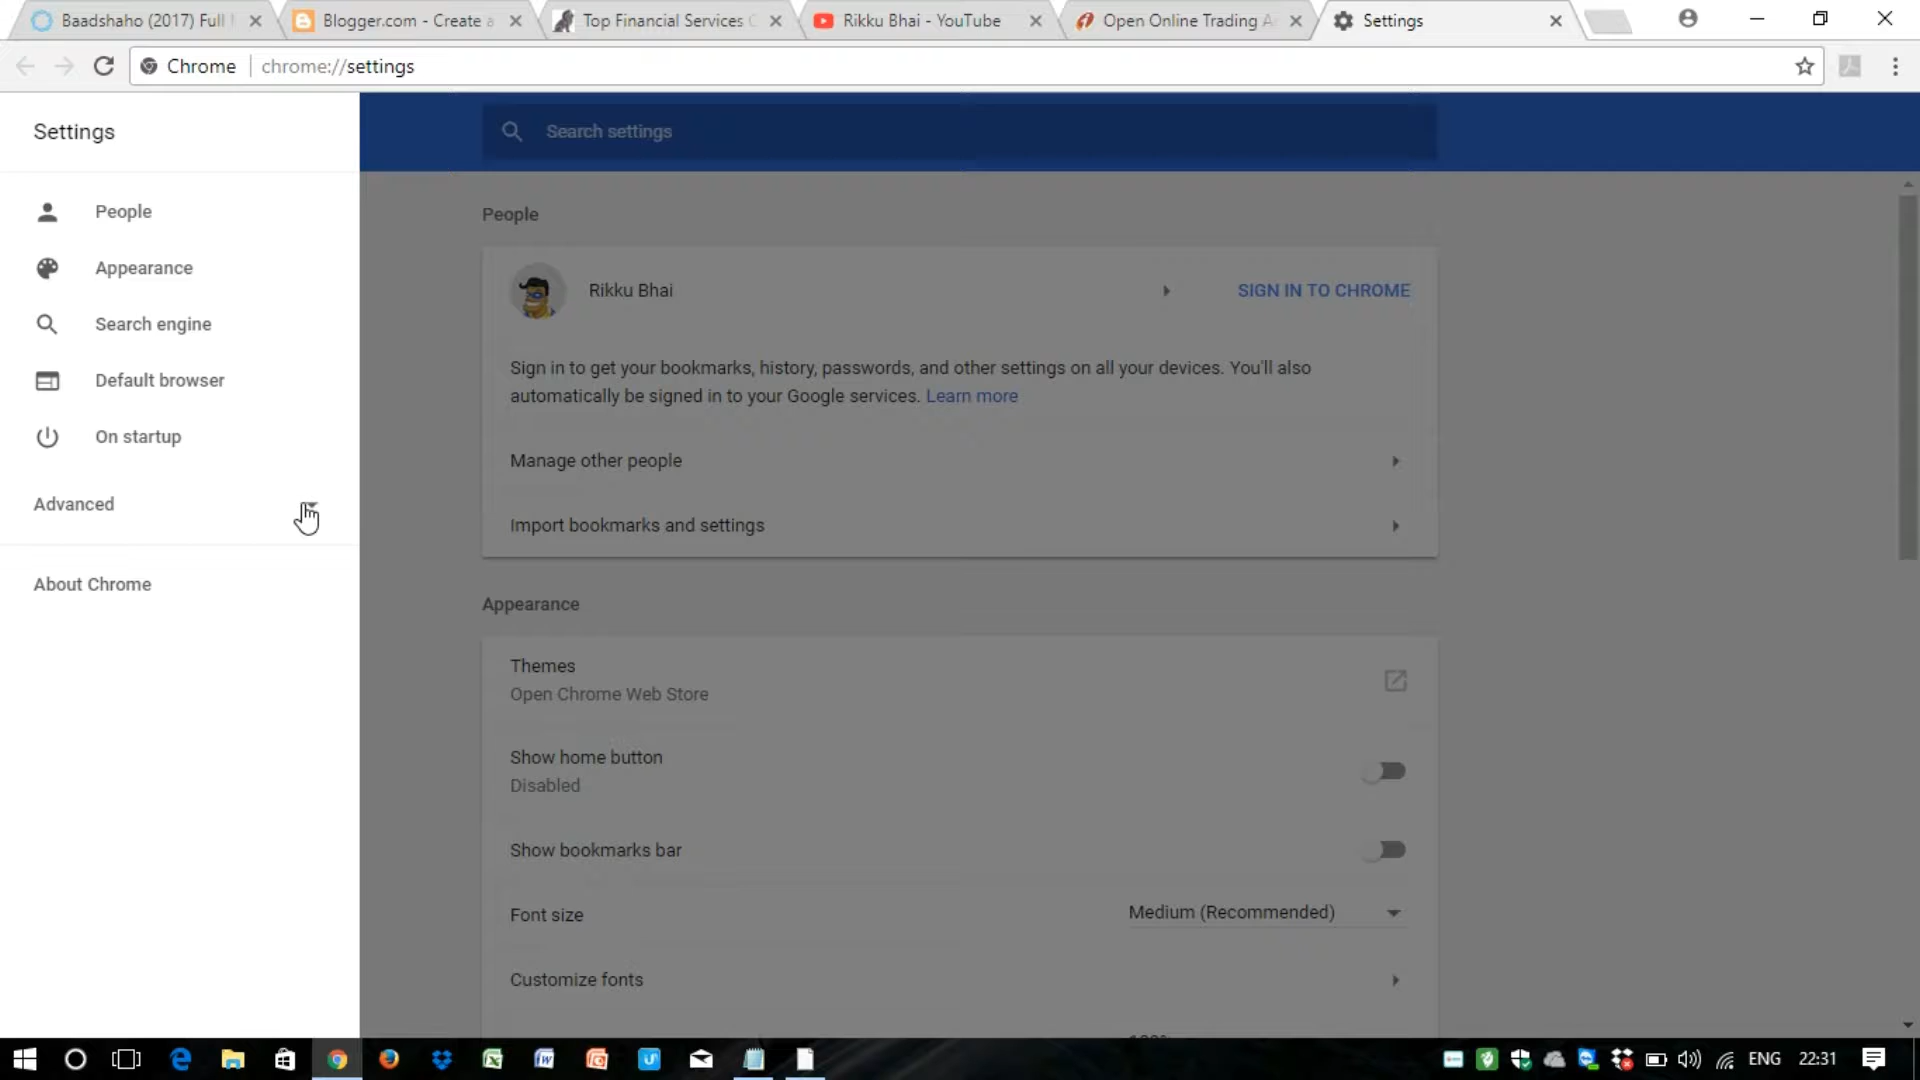 Baadshaho (2017) Full
Blogger.com - Create a
Top Financial Services C
Rikku Bhai - YouTube
Open Online Trading A
Settings
Chrome
chrome://settings
Settings
Search settings
People
Appearance
Search engine
Default browser
On startup
Advanced
About Chrome
People
Rikku Bhai
SIGN IN TO CHROME
Sign in to get your bookmarks, history, passwords, and other settings on all your devices. You'll also
automatically be signed in to your Google services. Learn more
Manage other people
Import bookmarks and settings
Appearance
Themes
Open Chrome Web Store
Show home button
Disabled
Show bookmarks bar
Font size
Medium (Recommended)
Customize fonts
ENG
22:31